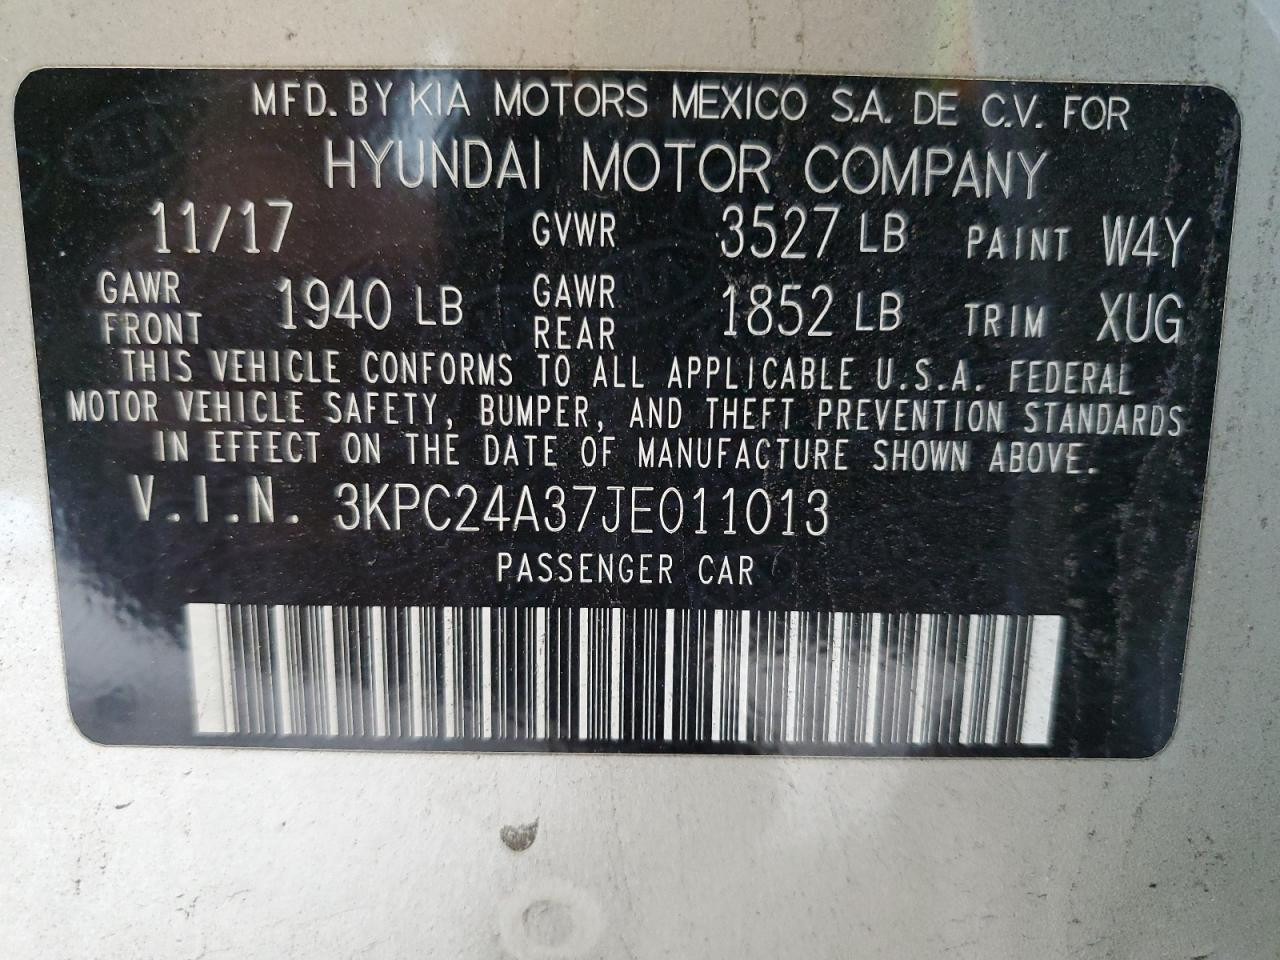 MFD. BY KIA MOTORS MEXICO S.A. DE C.V. FOR
HYUNDAI MOTOR COMPANY
11/17 GVWR 3527 LB PAINT W4Y
GAWR FRONT 1940 LB GAWR REAR 1852 LB TRIM XUG
THIS VEHICLE CONFORMS TO ALL APPLICABLE U.S.A. FEDERAL
MOTOR VEHICLE SAFETY, BUMPER, AND THEFT PREVENTION STANDARDS
IN EFFECT ON THE DATE OF MANUFACTURE SHOWN ABOVE.
V.I.N. 3KPC24A37JE011013
PASSENGER CAR